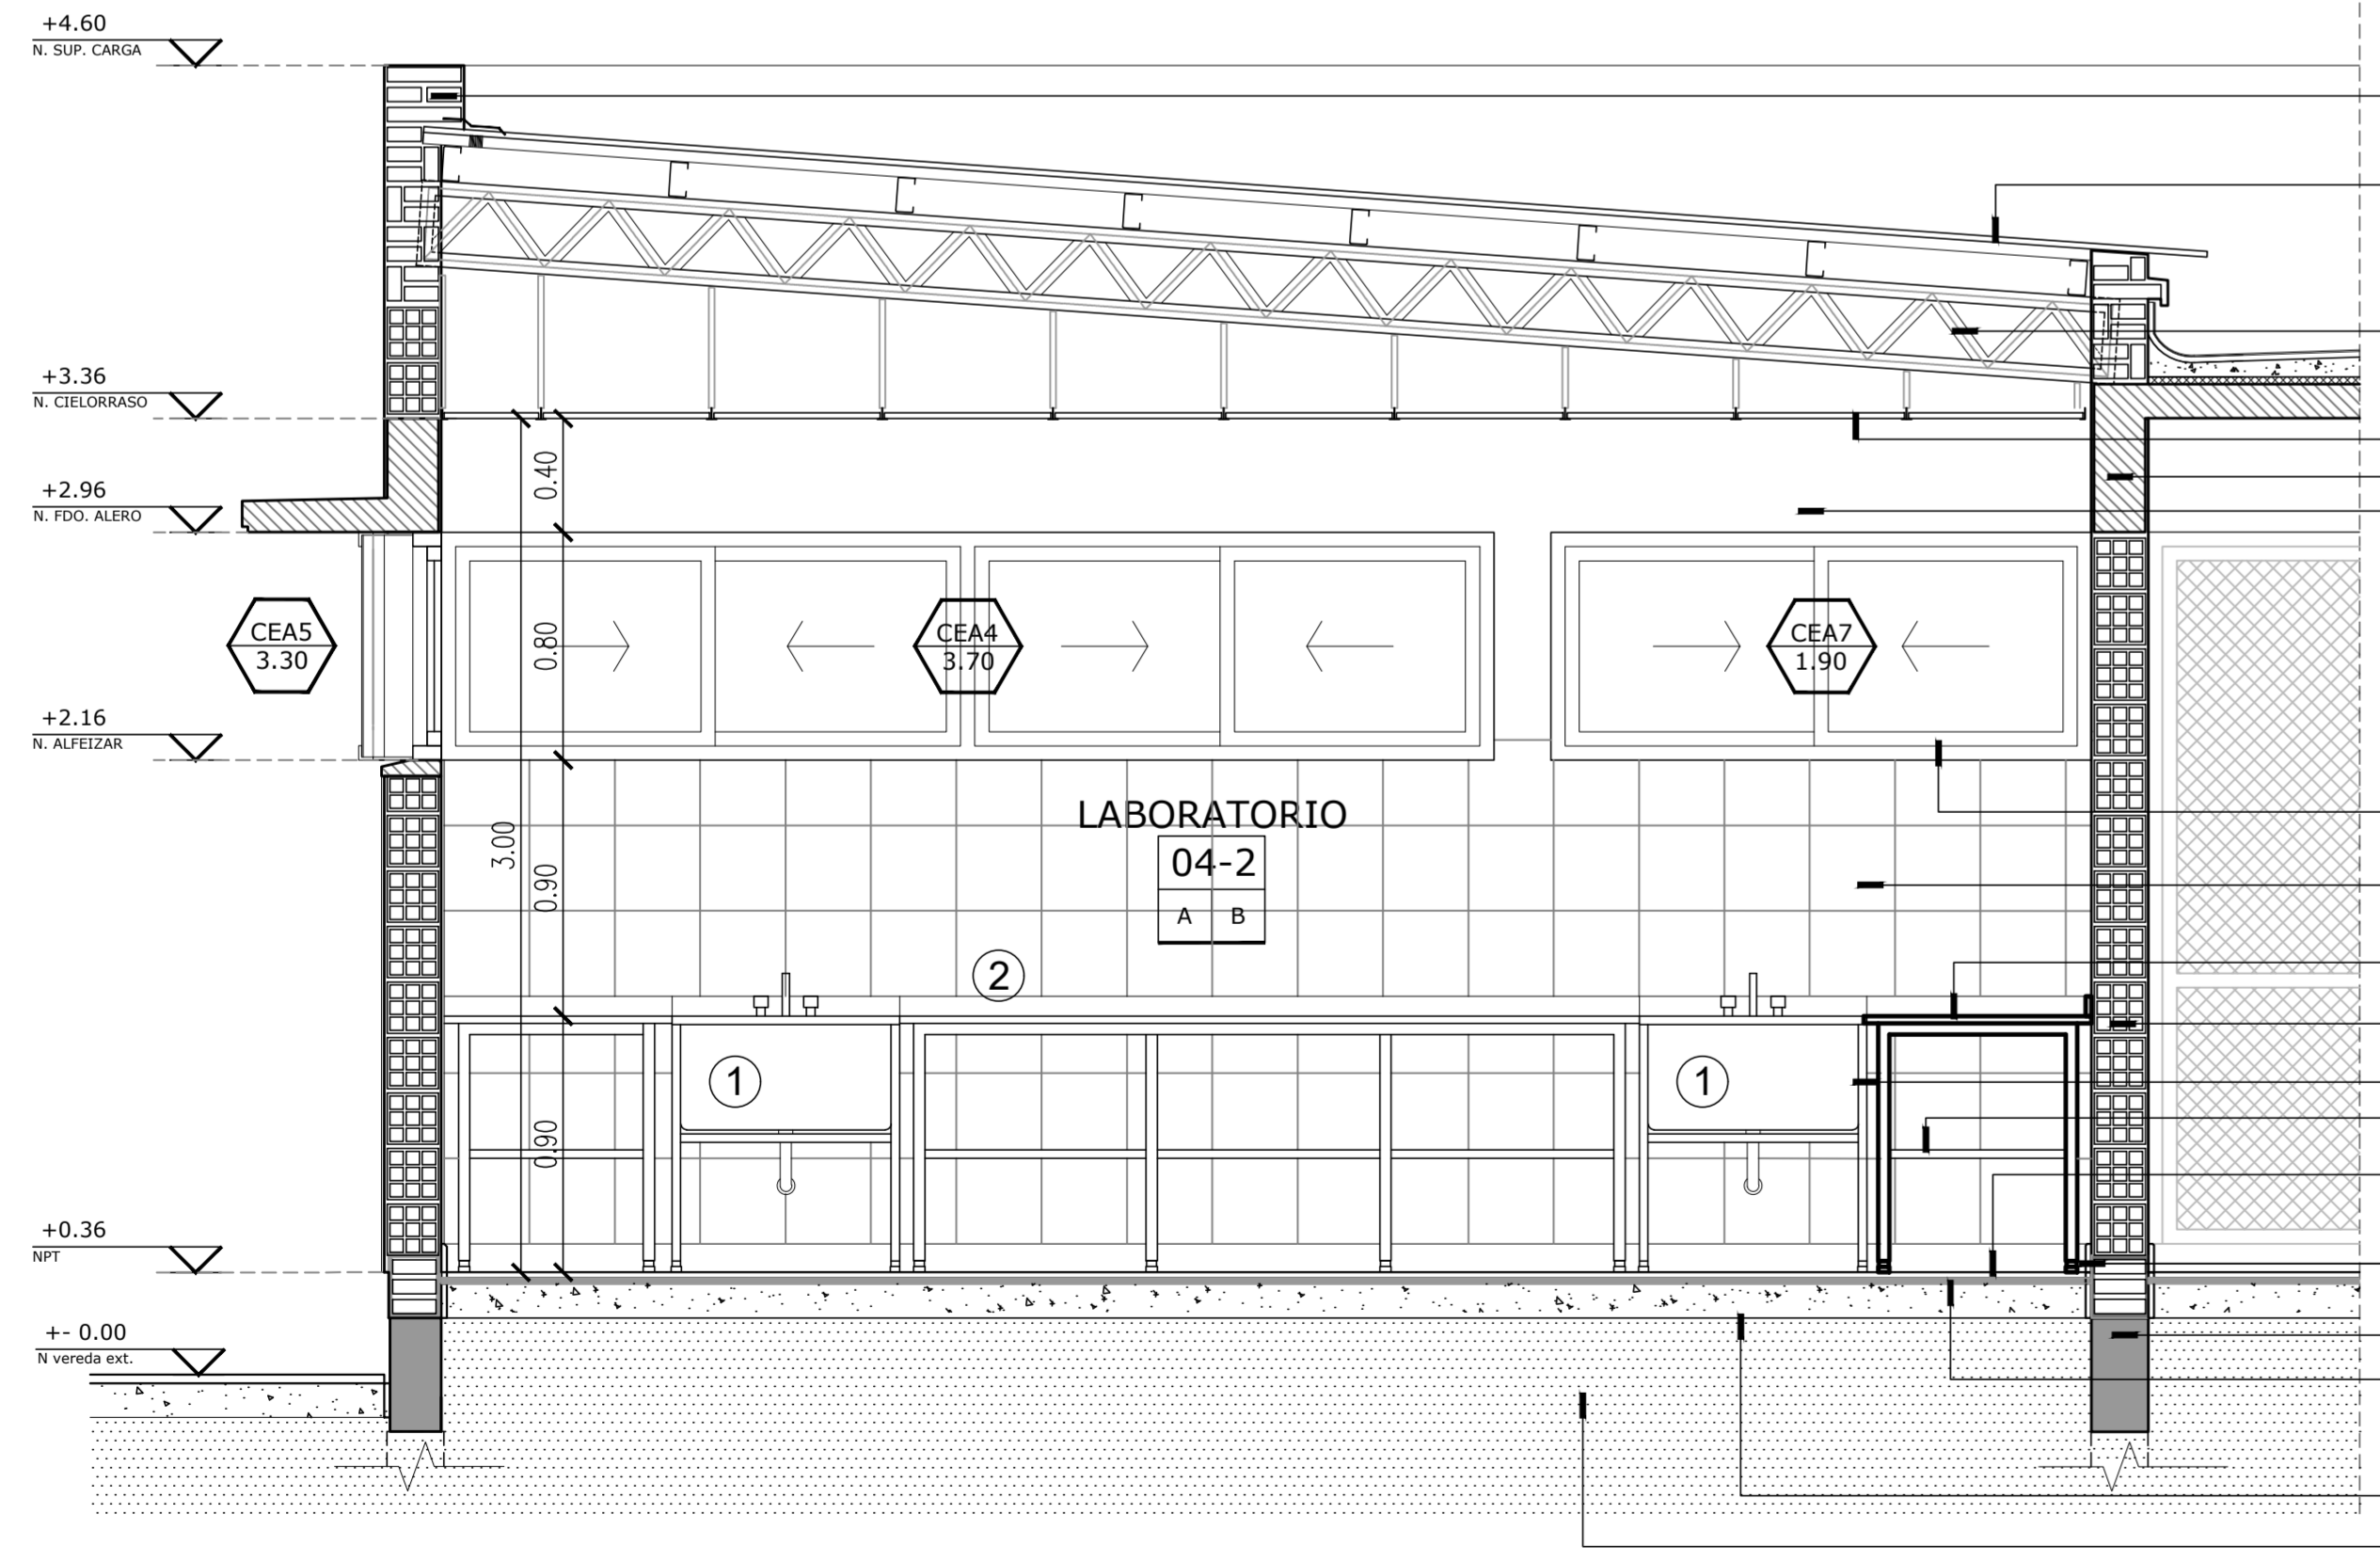 +4.60
N. SUP. CARGA
+3.36
N. CIELORRASO
0.40
+2.96
N. FDO. ALERO
CEA5
3.30
0.80
CEA4
3.70
CEA7
1.90
+2.16
N. ALFEIZAR
LABORATORIO
3.00
04-2
0.90
A B
2
1
1
0.90
+0.36
NPT
+- 0.00
N vereda ext.